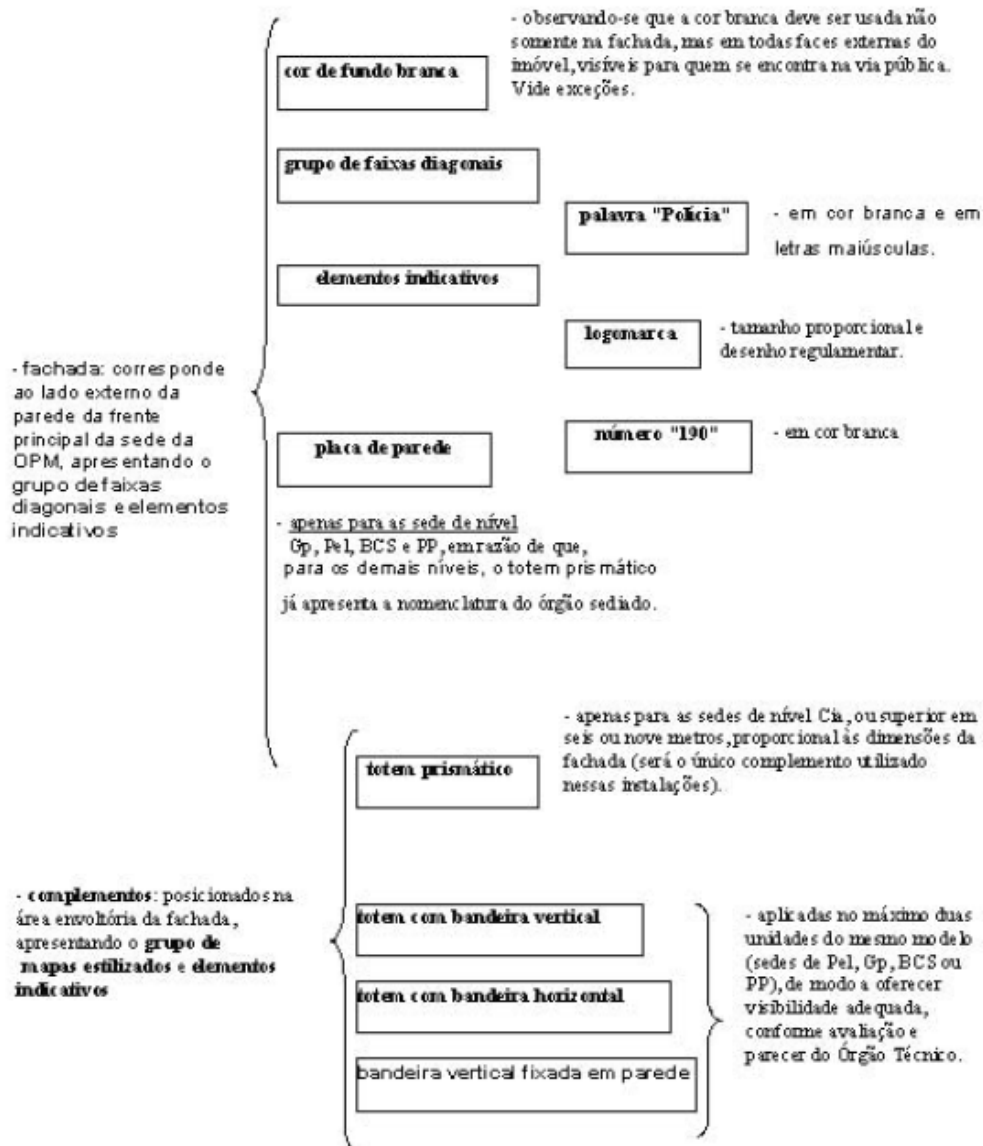 - observando-se que a cor branca deve ser usada não
somente na fachada, mas em todas faces externas do
imóvel, visíveis para quem se encontra na via pública.
Vide exceções.
cor de fundo branca
grupo de faixas diagonais
palavra "Polícia"
- em cor branca e em
letras maiúsculas.
elementos indicativos
logomarca
- tamanho proporcional e
desenho regulamentar.
- fachada: corresponde
ao lado externo da
parede da frente
principal da sede da
OPM, apresentando o
grupo de faixas
diagonais e elementos
indicativos
placa de parede
número "190"
- em cor branca
- apenas para as sede de nível
Gp, Pel, BCS e PP, em razão de que,
para os demais níveis, o totem prismático
já apresenta a nomenclatura do órgão sediado.
- apenas para as sedes de nível Cia, ou superior em
seis ou nove metros, proporcional às dimensões da
fachada (será o único complemento utilizado
nessas instalações).
totem prismático
- complementos: posicionados na
área envoltória da fachada,
apresentando o grupo de
mapas estilizados e elementos
indicativos
totem com bandeira vertical
totem com bandeira horizontal
bandeira vertical fixada em parede
- aplicadas no máximo duas
unidades do mesmo modelo
(sedes de Pel, Gp, BCS ou
PP), de modo a oferecer
visibilidade adequada,
conforme avaliação e
parecer do Órgão Técnico.